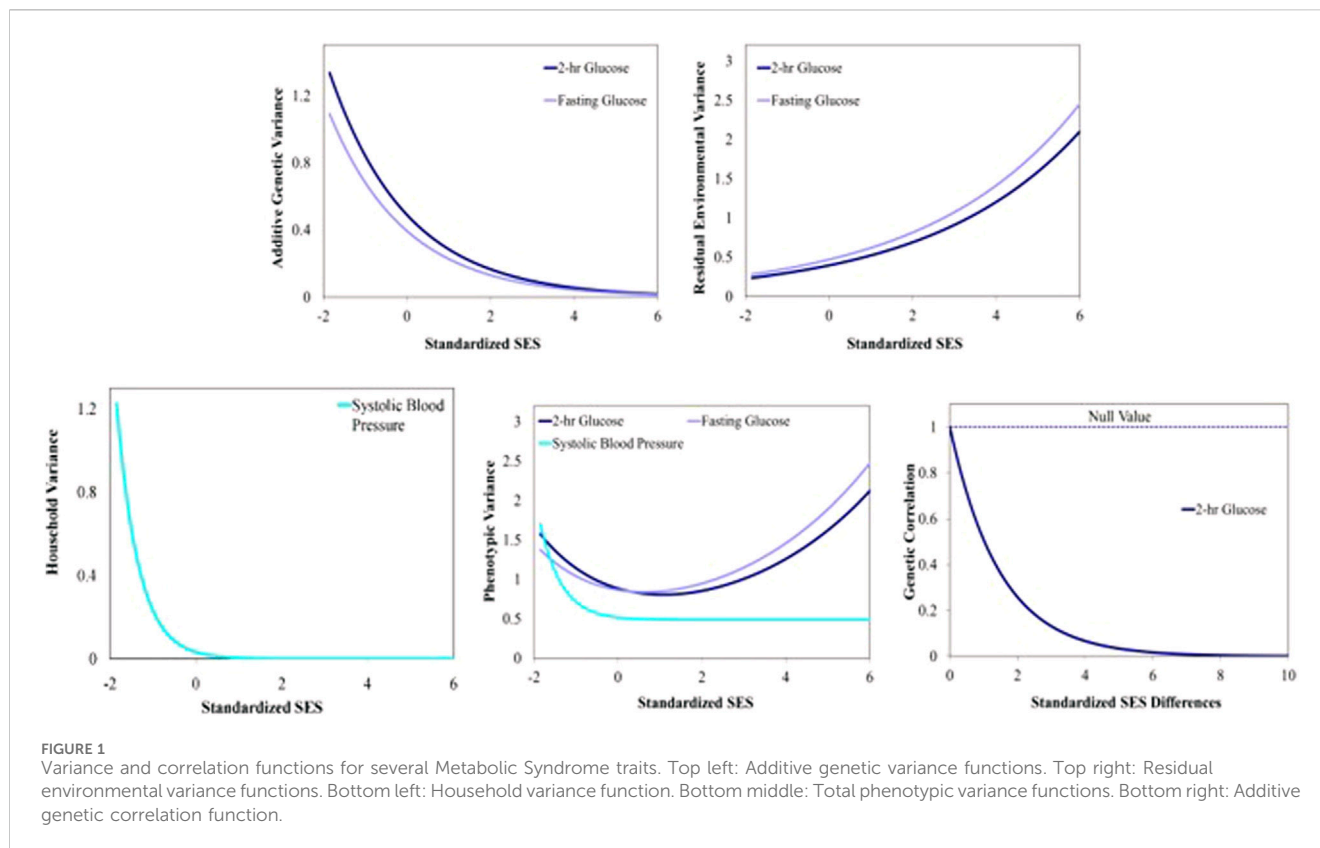 Additive Genetic Variance
1.2
0.8
0.4
0
-2
0
2
4
6
Standardized SES
2-hr Glucose
Fasting Glucose
Residual Environmental Variance
3
2.5
2
1.5
1
0.5
0
-2
0
2
4
6
Standardized SES
2-hr Glucose
Fasting Glucose
Household Variance
1.2
0.8
0.4
0
-2
0
2
4
6
Standardized SES
Systolic Blood
Pressure
Phenotypic Variance
3
2.5
2
1.5
1
0.5
0
-2
0
2
4
6
Standardized SES
2-hr Glucose
Fasting Glucose
Systolic Blood Pressure
Genetic Correlation
1
0.8
0.6
0.4
0.2
0
0
2
4
6
8
10
Standardized SES Differences
Null Value
2-hr Glucose
FIGURE 1
Variance and correlation functions for several Metabolic Syndrome traits. Top left: Additive genetic variance functions. Top right: Residual
environmental variance functions. Bottom left: Household variance function. Bottom middle: Total phenotypic variance functions. Bottom right: Additive
genetic correlation function.